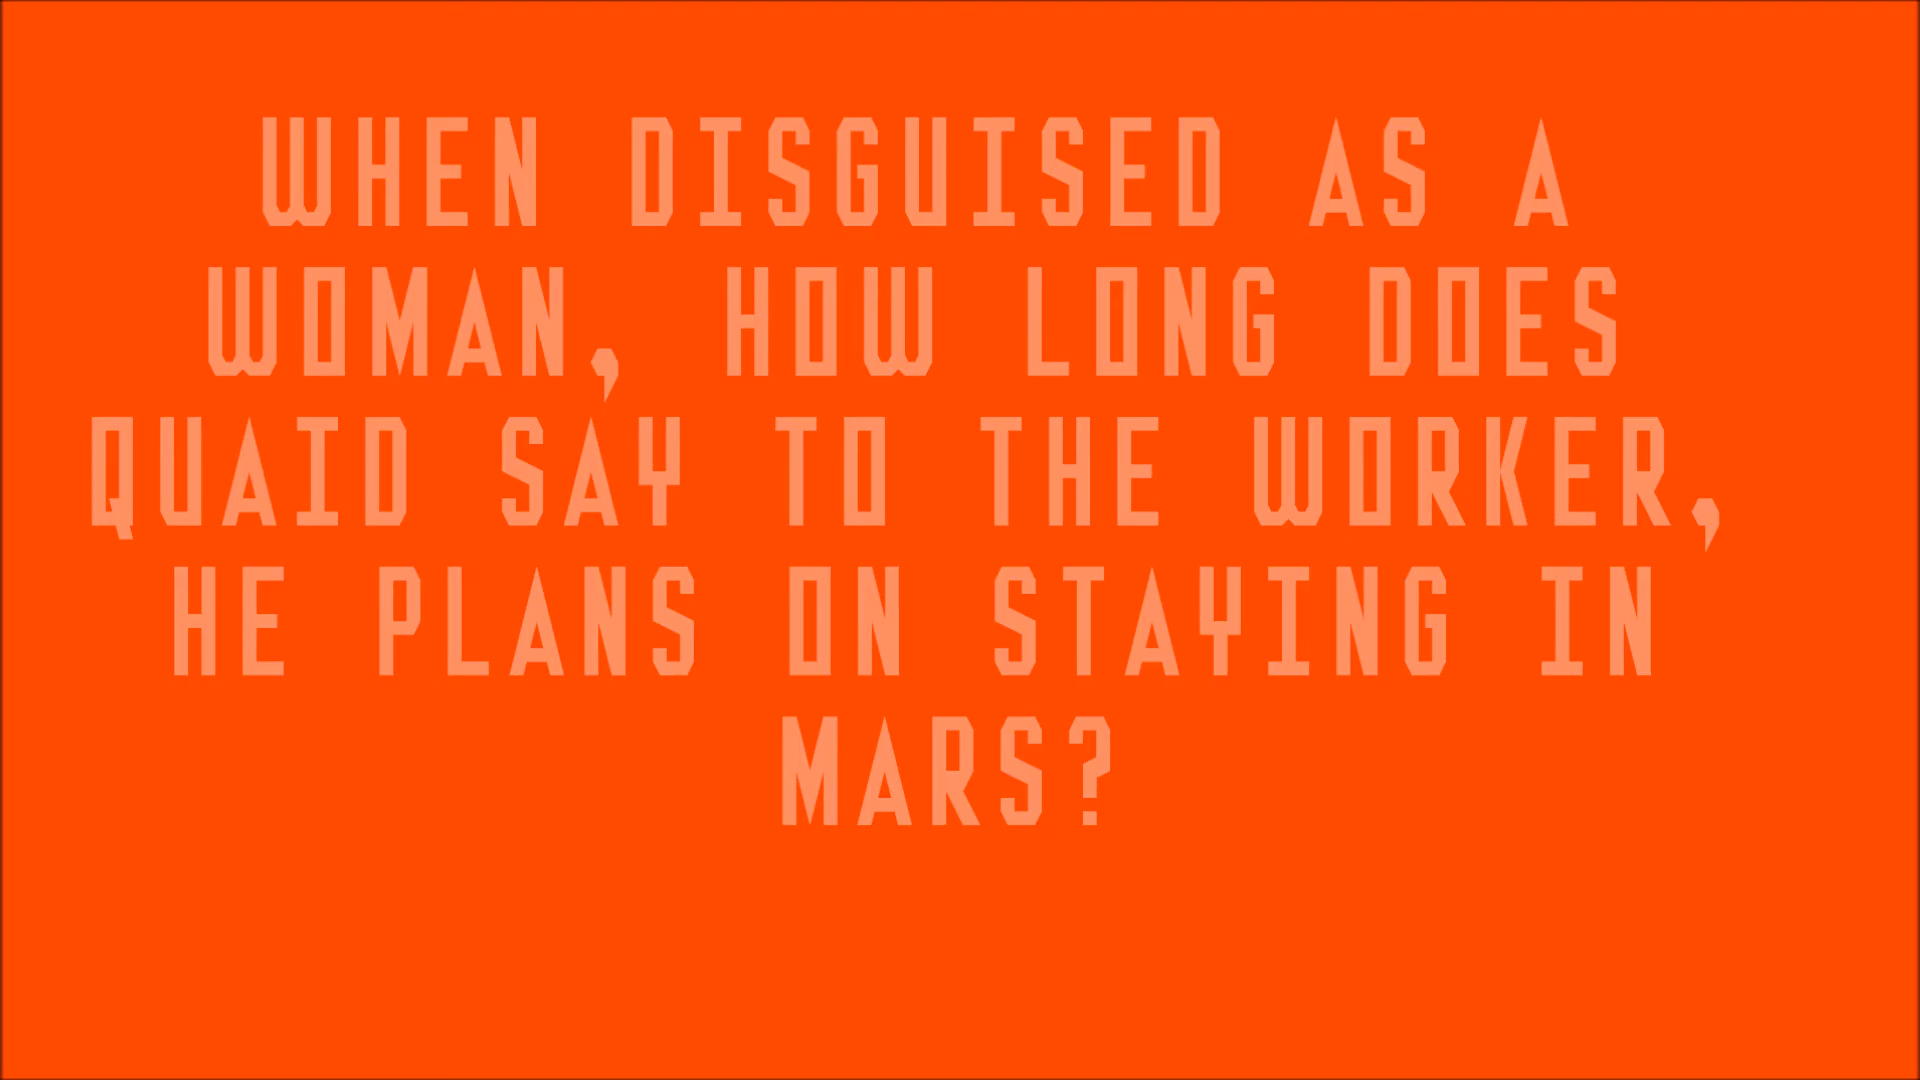 WHEN DISGUISED AS A
WOMAN, HOW LONG DOES
QUAID SAY TO THE WORKER,
HE PLANS ON STAYING IN
MARS?